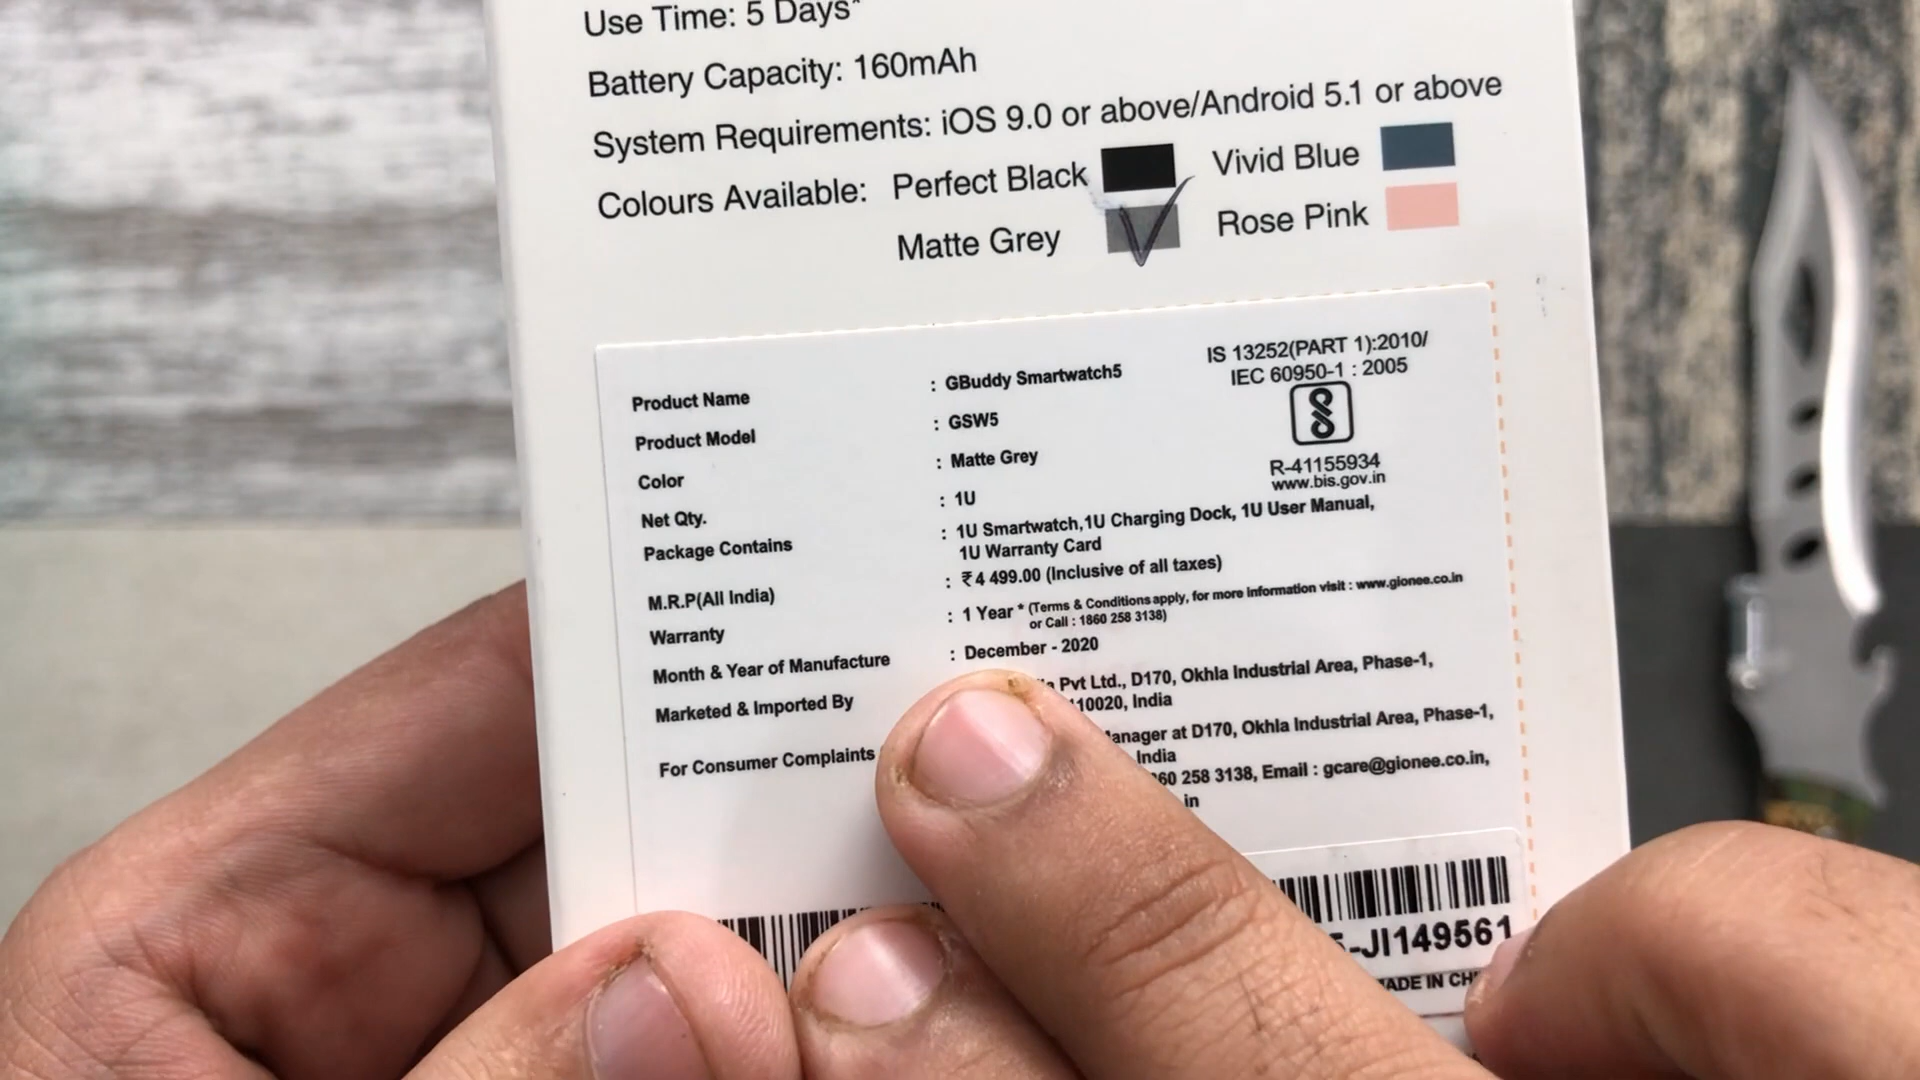 Use Time: 5 Days*
Battery Capacity: 160mAh
System Requirements: iOS 9.0 or above/Android 5.1 or above
Colours Available: Perfect Black Vivid Blue
Matte Grey Rose Pink
IS 13252(PART 1):2010/
IEC 60950-1 : 2005
R-41155934
www.bis.gov.in
Product Name : GBuddy Smartwatch5
Product Model : GSW5
Color : Matte Grey
Net Qty. : 1U
Package Contains : 1U Smartwatch,1U Charging Dock, 1U User Manual,
1U Warranty Card
M.R.P(All India) : ₹4 499.00 (Inclusive of all taxes)
Warranty : 1 Year * (Terms & Conditions apply, for more information visit : www.gionee.co.in
or Call : 1860 258 3138)
Month & Year of Manufacture : December - 2020
Marketed & Imported By Pvt Ltd., D170, Okhla Industrial Area, Phase-1,
110020, India
For Consumer Complaints anager at D170, Okhla Industrial Area, Phase-1,
India
60 258 3138, Email : gcare@gionee.co.in,
in
-JI149561
ADE IN CH